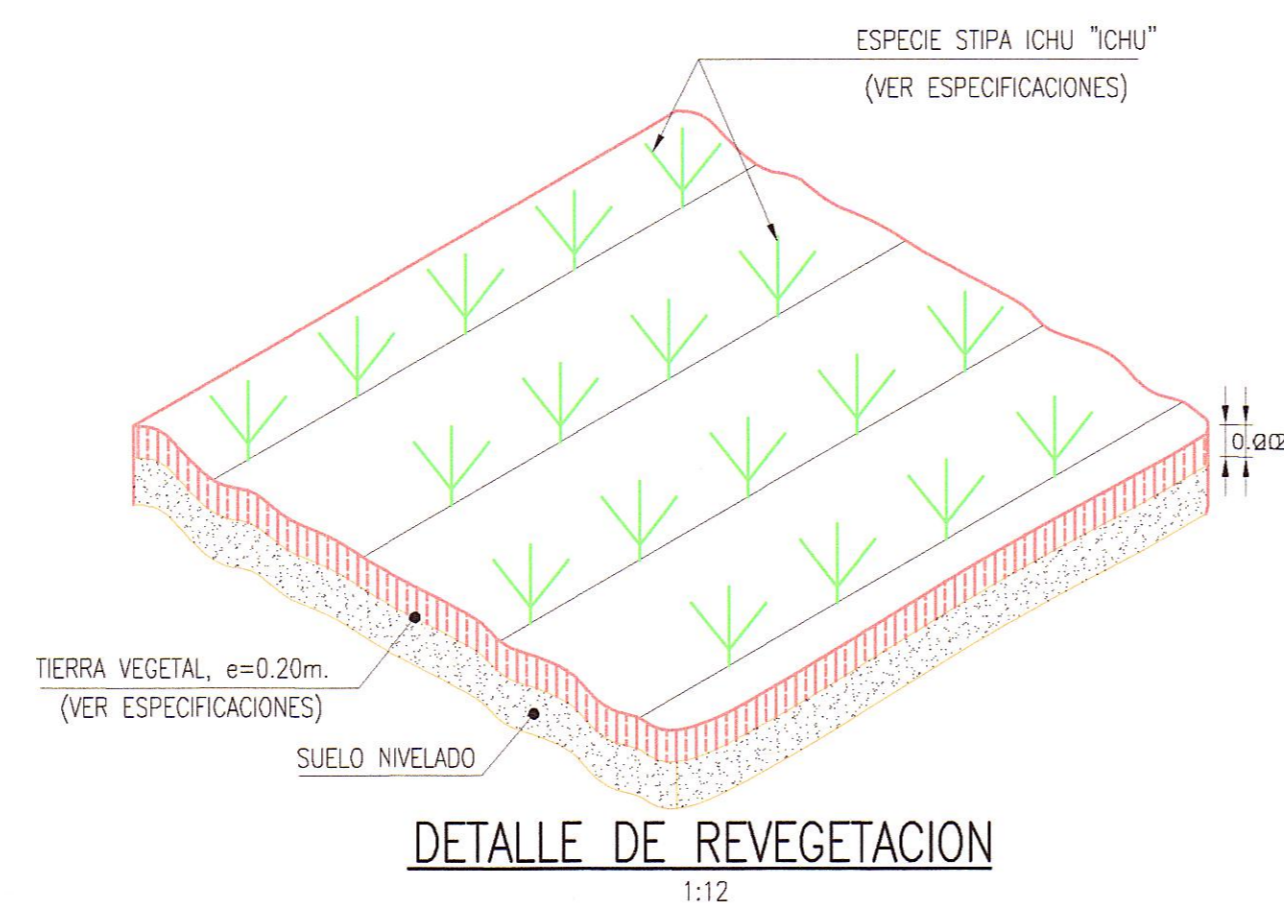 ESPECIE STIPA ICHU "ICHU"
(VER ESPECIFICACIONES)
TIERRA VEGETAL, e=0.20m.
(VER ESPECIFICACIONES)
SUELO NIVELADO
DETALLE DE REVEGETACION
1:12